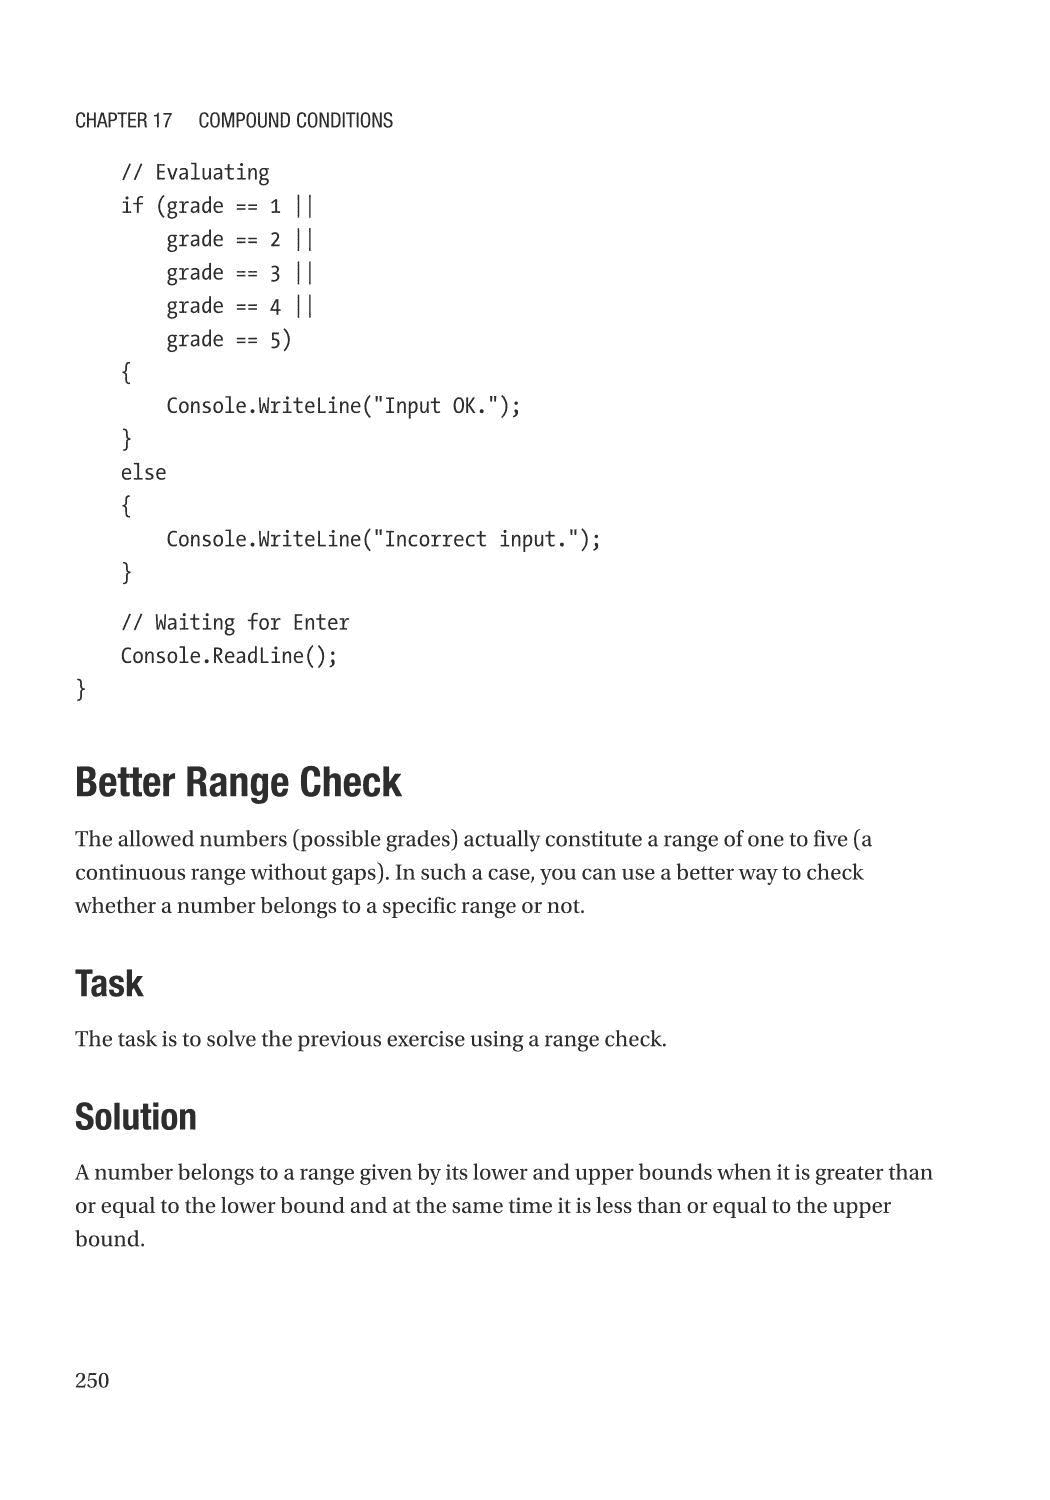 CHAPTER 17 COMPOUND CONDITIONS
// Evaluating
if (grade == 1 ||
grade == 2 ||
grade == 3 ||
grade == 4 ||
grade == 5)
{
Console.WriteLine("Input OK.");
}
else
{
Console.WriteLine("Incorrect input.");
}
// Waiting for Enter
Console.ReadLine();
}
Better Range Check
The allowed numbers (possible grades) actually constitute a range of one to five (a
continuous range without gaps). In such a case, you can use a better way to check
whether a number belongs to a specific range or not.
Task
The task is to solve the previous exercise using a range check.
Solution
A number belongs to a range given by its lower and upper bounds when it is greater than
or equal to the lower bound and at the same time it is less than or equal to the upper
bound.
250